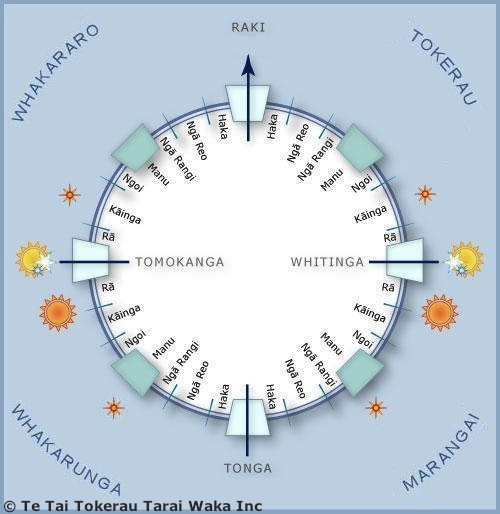 RAKI
WHAKARARO
TOKERAU
Haka
Haka
Ngā Reo
Ngā Reo
Ngā Rangi
Ngā Rangi
Manu
Manu
Ngoi
Ngoi
Kāinga
Kāinga
Rā
Rā
TOMOKANGA
WHITINGA
Rā
Rā
Kāinga
Kāinga
Ngoi
Ngoi
Manu
Manu
Ngā Rangi
Ngā Rangi
Ngā Reo
Ngā Reo
Haka
Haka
WHAKARUNGA
MARANGAI
TONGA
© Te Tai Tokerau Tarai Waka Inc